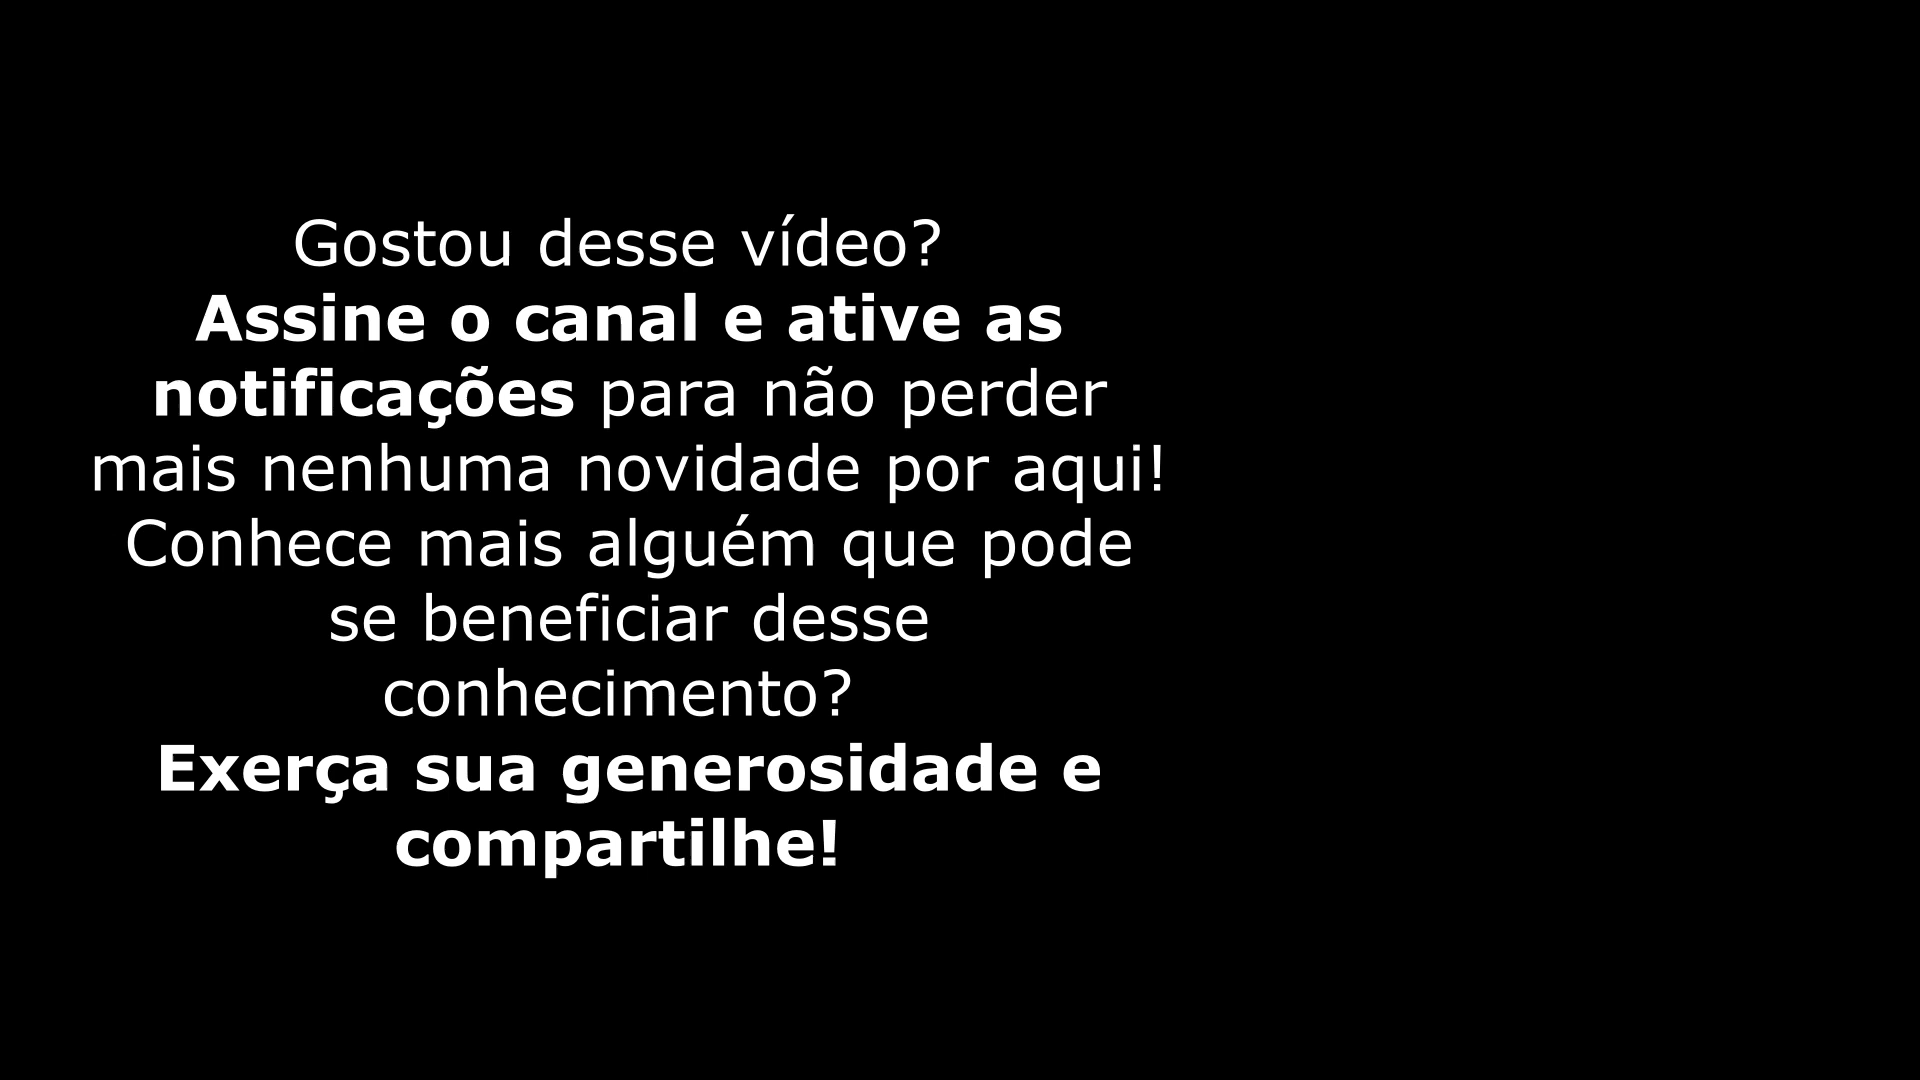 Gostou desse vídeo?
Assine o canal e ative as
notificações para não perder
mais nenhuma novidade por aqui!
Conhece mais alguém que pode
se beneficiar desse
conhecimento?
Exerça sua generosidade e
compartilhe!